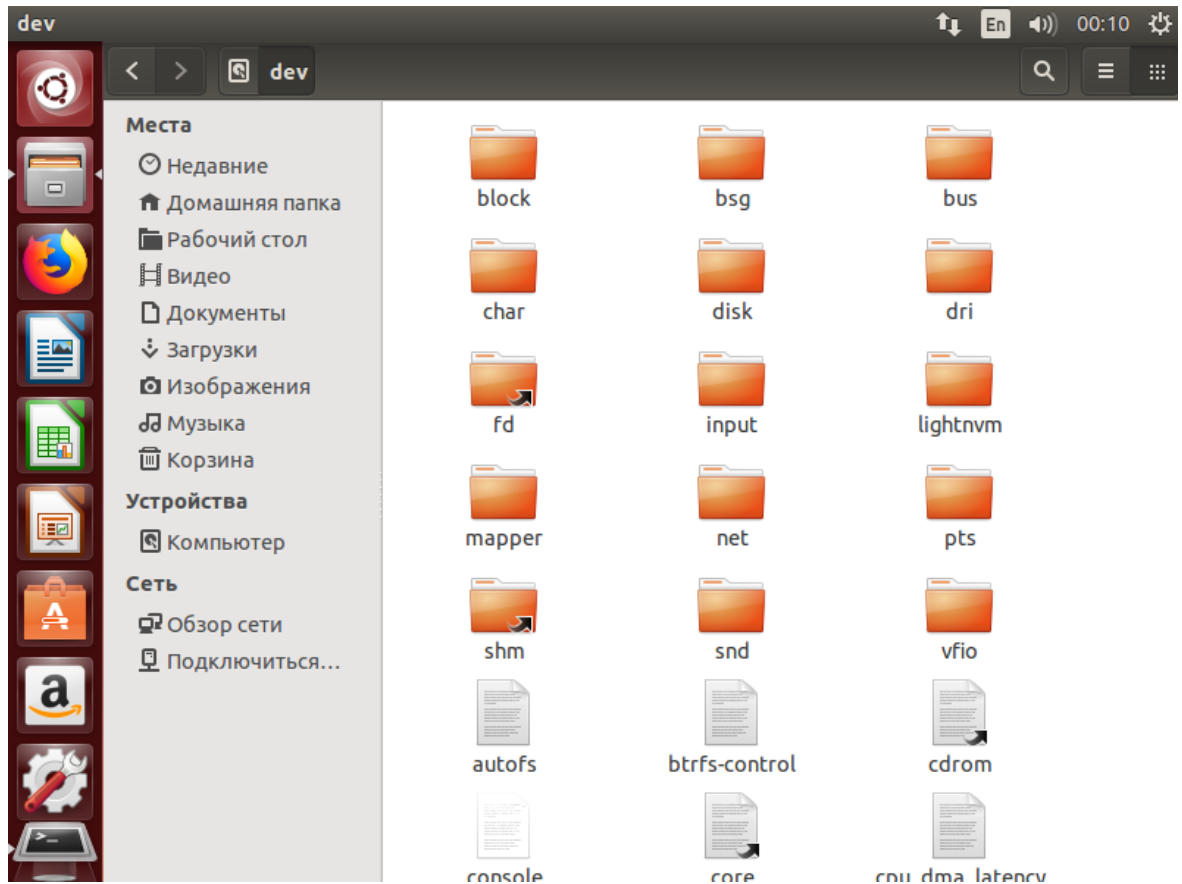 dev
En
00:10
dev
Места
Недавние
Домашняя папка
Рабочий стол
Видео
Документы
Загрузки
Изображения
Музыка
Корзина
Устройства
Компьютер
Сеть
Обзор сети
Подключиться...
block bsg bus
char disk dri
fd input lightnvm
mapper net pts
shm snd vfio
autofs btrfs-control cdrom
console core cpu_dma_latency